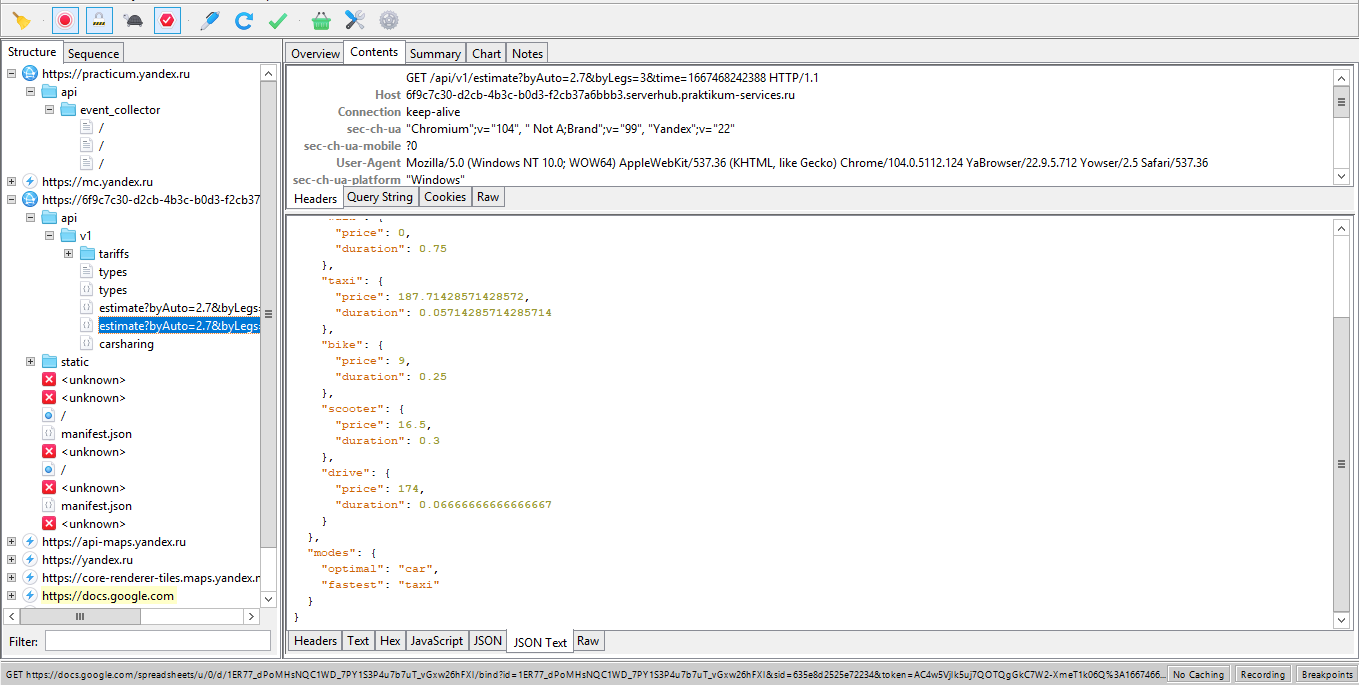 Structure
Sequence
https://practicum.yandex.ru
api
event_collector
/
/
/
https://mc.yandex.ru
https://6f9c7c30-d2cb-4b3c-b0d3-f2cb37
api
v1
tariffs
types
types
estimate?byAuto=2.7&byLegs=
estimate?byAuto=2.7&byLegs=
carsharing
static
<unknown>
<unknown>
/
manifest.json
<unknown>
/
<unknown>
manifest.json
<unknown>
https://api-maps.yandex.ru
https://yandex.ru
https://core-renderer-tiles.maps.yandex.r
https://docs.google.com
Filter:
Overview Contents Summary Chart Notes
GET /api/v1/estimate?byAuto=2.7&byLegs=3&time=1667468242388 HTTP/1.1
Host 6f9c7c30-d2cb-4b3c-b0d3-f2cb37a6bbb3.serverhub.praktikum-services.ru
Connection keep-alive
sec-ch-ua "Chromium";v="104", " Not A;Brand";v="99", "Yandex";v="22"
sec-ch-ua-mobile ?0
User-Agent Mozilla/5.0 (Windows NT 10.0; WOW64) AppleWebKit/537.36 (KHTML, like Gecko) Chrome/104.0.5112.124 YaBrowser/22.9.5.712 Yowser/2.5 Safari/537.36
sec-ch-ua-platform "Windows"
Headers Query String Cookies Raw
"price": 0,
"duration": 0.75
},
"taxi": {
"price": 187.71428571428572,
"duration": 0.05714285714285714
},
"bike": {
"price": 9,
"duration": 0.25
},
"scooter": {
"price": 16.5,
"duration": 0.3
},
"drive": {
"price": 174,
"duration": 0.06666666666666667
}
},
"modes": {
"optimal": "car",
"fastest": "taxi"
}
}
Headers Text Hex JavaScript JSON JSON Text Raw
GET https://docs.google.com/spreadsheets/u/0/d/1ER77_dPoMHsNQC1WD_7PY1S3P4u7b7uT_vGxw26hFXI/bind?id=1ER77_dPoMHsNQC1WD_7PY1S3P4u7b7uT_vGxw26hFXI&sid=635e8d2525e72234&token=AC4w5Vjlk5uj7QOTQgGkC7W2-XmeT1k06Q%3A1667466... No Caching Recording Breakpoints